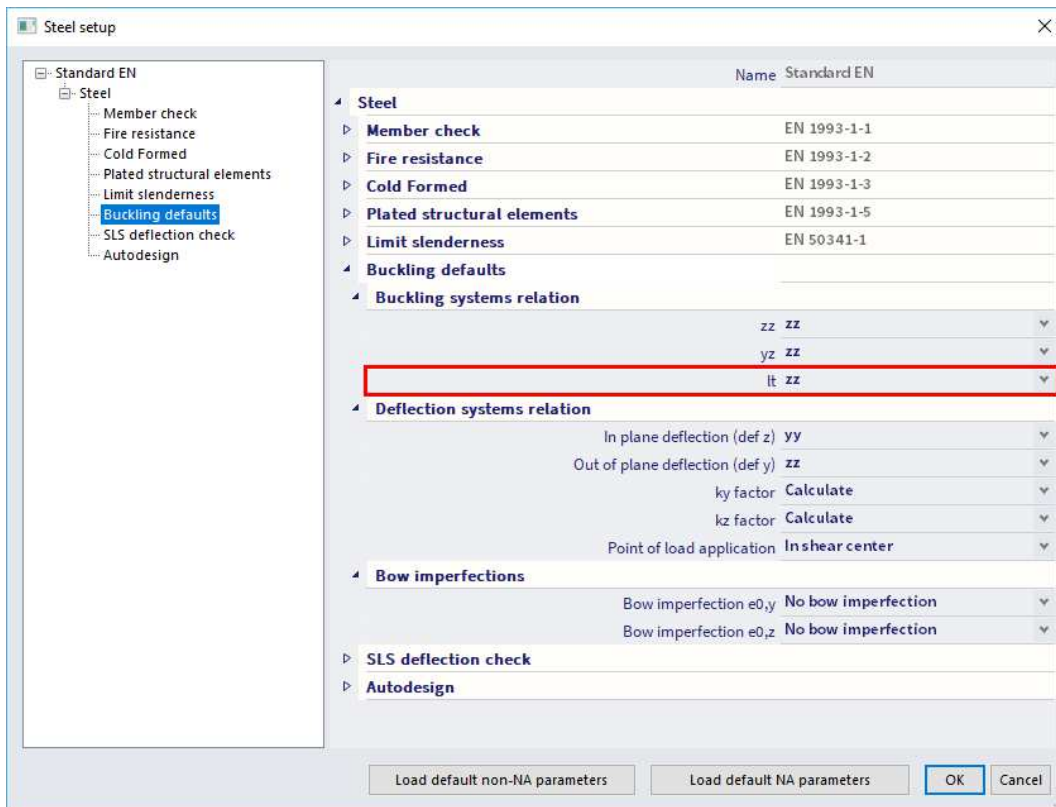 Steel setup
Standard EN
Steel
Member check
Fire resistance
Cold Formed
Plated structural elements
Limit slenderness
Buckling defaults
SLS deflection check
Autodesign
Name Standard EN
Steel
Member check EN 1993-1-1
Fire resistance EN 1993-1-2
Cold Formed EN 1993-1-3
Plated structural elements EN 1993-1-5
Limit slenderness EN 50341-1
Buckling defaults
Buckling systems relation
zz zz
yz zz
lt zz
Deflection systems relation
In plane deflection (def z) yy
Out of plane deflection (def y) zz
ky factor Calculate
kz factor Calculate
Point of load application In shear center
Bow imperfections
Bow imperfection e0,y No bow imperfection
Bow imperfection e0,z No bow imperfection
SLS deflection check
Autodesign
Load default non-NA parameters Load default NA parameters OK Cancel